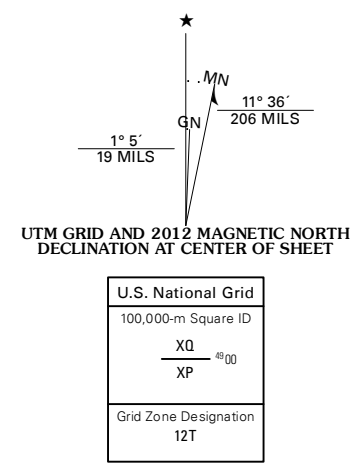 ★
MN
GN
11° 36´
206 MILS
1° 5´
19 MILS
UTM GRID AND 2012 MAGNETIC NORTH
DECLINATION AT CENTER OF SHEET
U.S. National Grid
100,000-m Square ID
XQ
4900
XP
Grid Zone Designation
12T